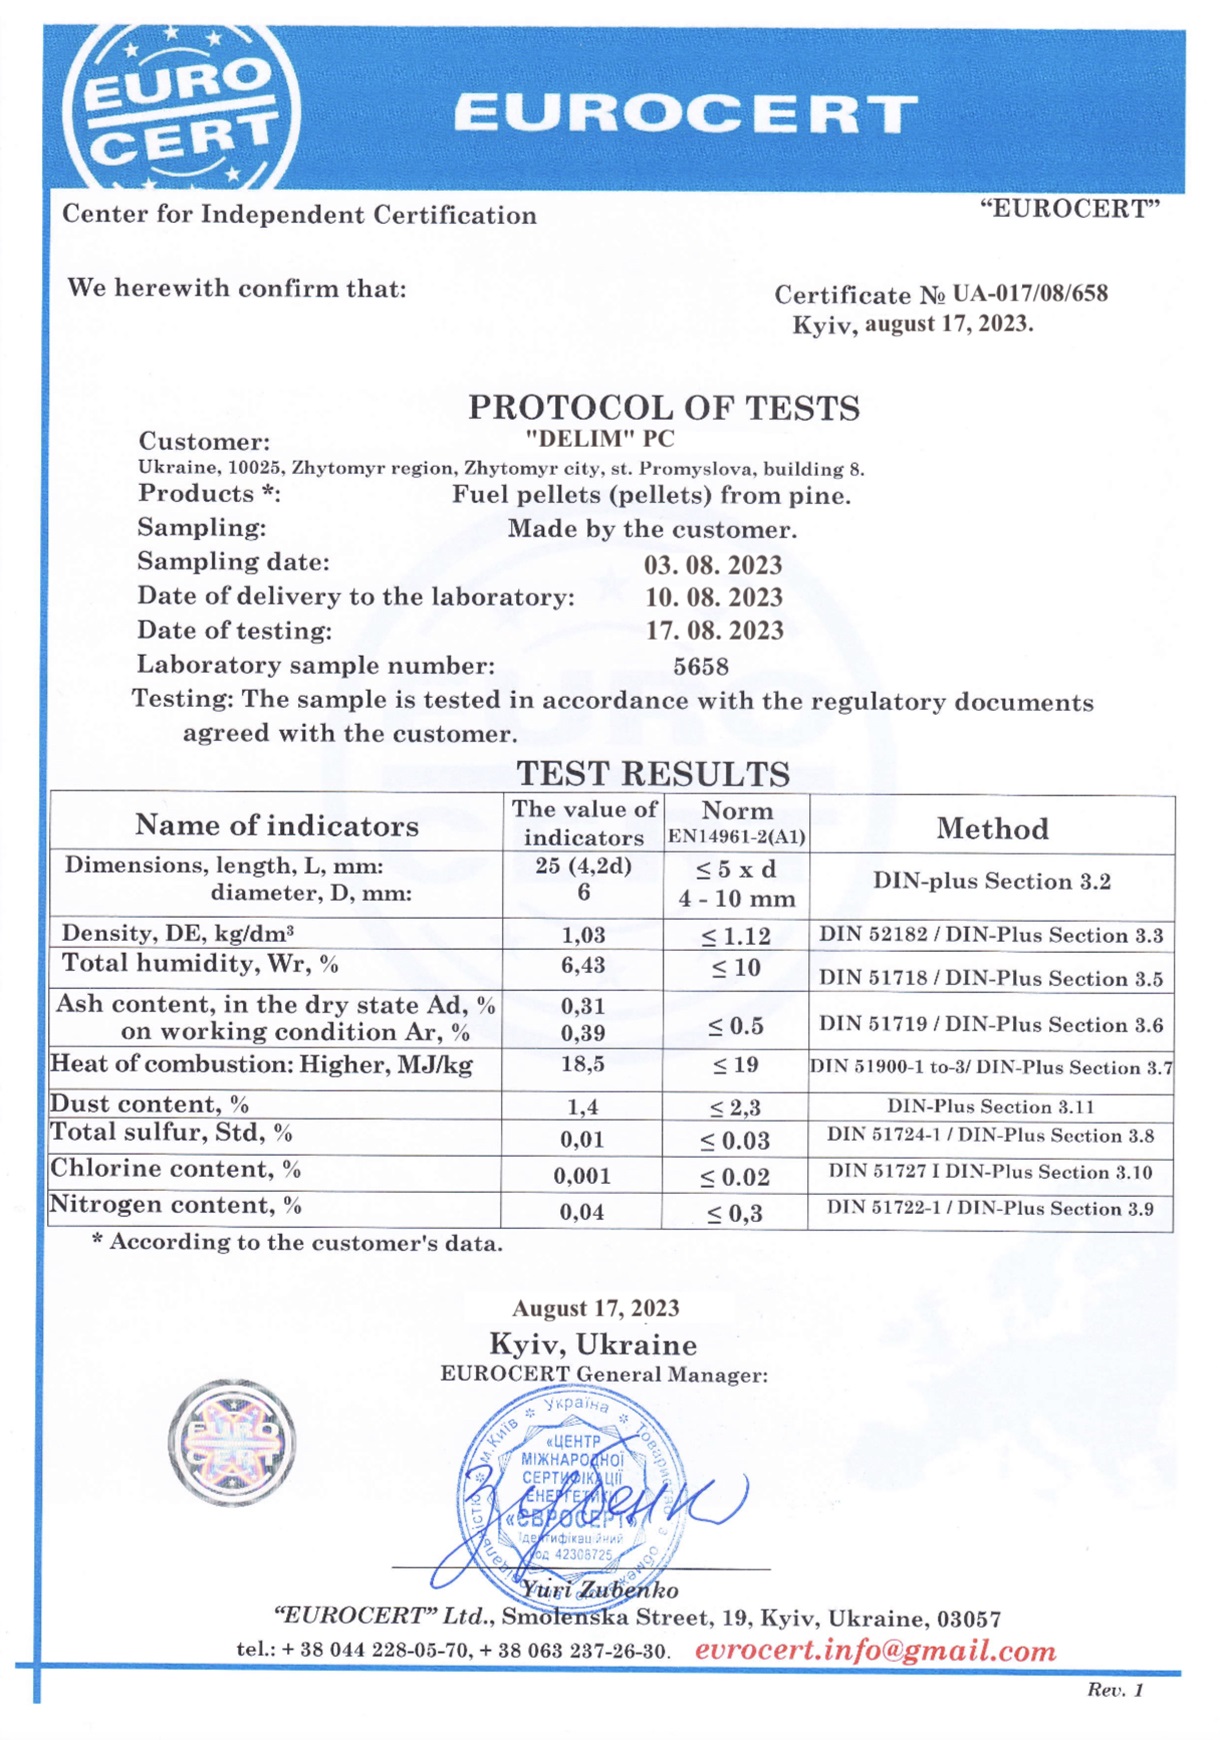 EURO
CERT
EUROCERT
Center for Independent Certification
“EUROCERT”
We herewith confirm that:
Certificate № UA-017/08/658
Kyiv, august 17, 2023.
PROTOCOL OF TESTS
Customer: "DELIM" PC
Ukraine, 10025, Zhytomyr region, Zhytomyr city, st. Promyslova, building 8.
Products *: Fuel pellets (pellets) from pine.
Sampling: Made by the customer.
Sampling date: 03. 08. 2023
Date of delivery to the laboratory: 10. 08. 2023
Date of testing: 17. 08. 2023
Laboratory sample number: 5658
Testing: The sample is tested in accordance with the regulatory documents
agreed with the customer.
TEST RESULTS
Name of indicators | The value of indicators | Norm EN14961-2(A1) | Method
Dimensions, length, L, mm: 25 (4,2d) ≤ 5 x d DIN-plus Section 3.2
diameter, D, mm: 6 4 - 10 mm
Density, DE, kg/dm³ 1,03 ≤ 1.12 DIN 52182 / DIN-Plus Section 3.3
Total humidity, Wr, % 6,43 ≤ 10 DIN 51718 / DIN-Plus Section 3.5
Ash content, in the dry state Ad, % 0,31 ≤ 0.5 DIN 51719 / DIN-Plus Section 3.6
on working condition Ar, % 0,39
Heat of combustion: Higher, MJ/kg 18,5 ≤ 19 DIN 51900-1 to-3/ DIN-Plus Section 3.7
Dust content, % 1,4 ≤ 2,3 DIN-Plus Section 3.11
Total sulfur, Std, % 0,01 ≤ 0.03 DIN 51724-1 / DIN-Plus Section 3.8
Chlorine content, % 0,001 ≤ 0.02 DIN 51727 I DIN-Plus Section 3.10
Nitrogen content, % 0,04 ≤ 0,3 DIN 51722-1 / DIN-Plus Section 3.9
* According to the customer's data.
August 17, 2023
Kyiv, Ukraine
EUROCERT General Manager:
EURO
CERT
м.Київ * Україна *
«ЦЕНТР
МІЖНАРОДНОЇ
СЕРТИФІКАЦІЇ
ЕНЕРГЕТИКИ
«ЄВРОСЕРТ»
Ідентифікаційний
код 42308725
Yuri Zubenko
“EUROCERT” Ltd., Smolenska Street, 19, Kyiv, Ukraine, 03057
tel.: + 38 044 228-05-70, + 38 063 237-26-30. evrocert.info@gmail.com
Rev. 1